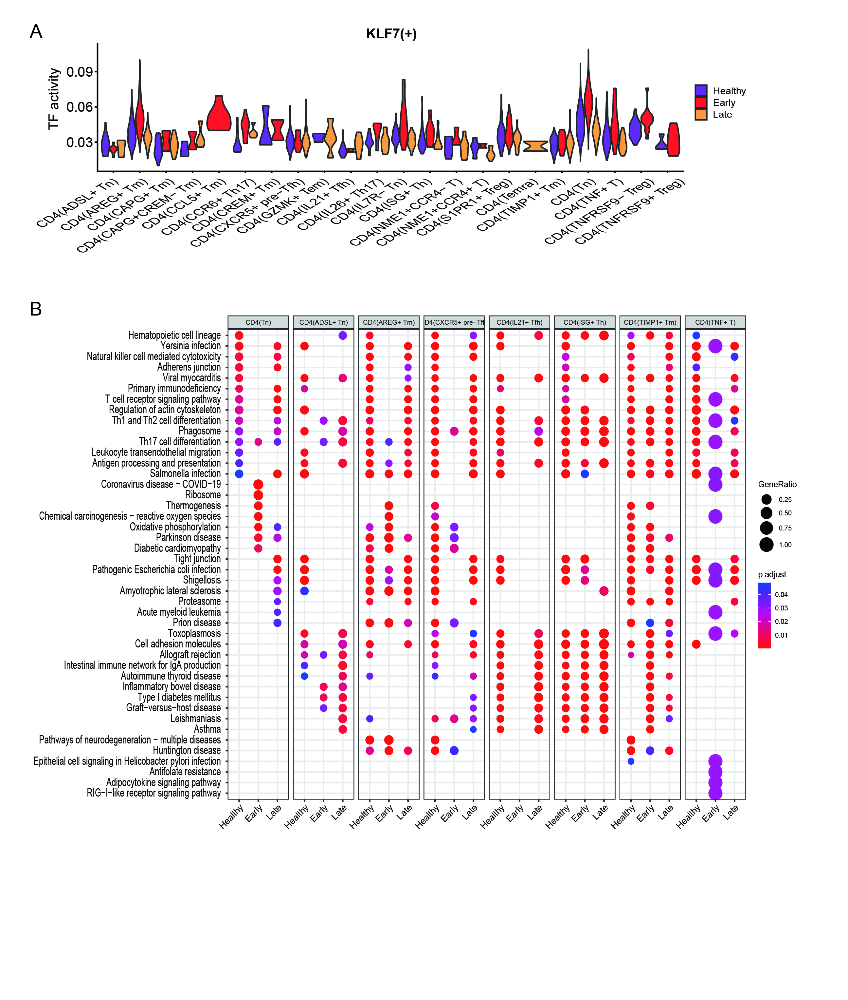 A
KLF7(+)
TF activity
0.09
0.06
0.03
Healthy
Early
Late
CD4(ADSL+ Tn)
CD4(AREG+ Tm)
CD4(CAPG+ Tm)
CD4(CAPG+CREM− Tm)
CD4(CCL5+ Tm)
CD4(CCR6+ Th17)
CD4(CREM+ Tm)
CD4(CXCR5+ pre−Tfh)
CD4(GZMK+ Tem)
CD4(IL21+ Tfh)
CD4(IL26+ Th17)
CD4(IL7R− Tn)
CD4(ISG+ Th)
CD4(NME1+CCR4− T)
CD4(NME1+CCR4+ T)
CD4(S1PR1+ Treg)
CD4(Temra)
CD4(TIMP1+ Tm)
CD4(Tn)
CD4(TNF+ T)
CD4(TNFRSF9− Treg)
CD4(TNFRSF9+ Treg)
B
CD4(Tn) CD4(ADSL+ Tn) CD4(AREG+ Tm) D4(CXCR5+ pre−Tfh CD4(IL21+ Tfh) CD4(ISG+ Th) CD4(TIMP1+ Tm) CD4(TNF+ T)
Hematopoietic cell lineage
Yersinia infection
Natural killer cell mediated cytotoxicity
Adherens junction
Viral myocarditis
Primary immunodeficiency
T cell receptor signaling pathway
Regulation of actin cytoskeleton
Th1 and Th2 cell differentiation
Phagosome
Th17 cell differentiation
Leukocyte transendothelial migration
Antigen processing and presentation
Salmonella infection
Coronavirus disease − COVID−19
Ribosome
Thermogenesis
Chemical carcinogenesis − reactive oxygen species
Oxidative phosphorylation
Parkinson disease
Diabetic cardiomyopathy
Tight junction
Pathogenic Escherichia coli infection
Shigellosis
Amyotrophic lateral sclerosis
Proteasome
Acute myeloid leukemia
Prion disease
Toxoplasmosis
Cell adhesion molecules
Allograft rejection
Intestinal immune network for IgA production
Autoimmune thyroid disease
Inflammatory bowel disease
Type I diabetes mellitus
Graft−versus−host disease
Leishmaniasis
Asthma
Pathways of neurodegeneration − multiple diseases
Huntington disease
Epithelial cell signaling in Helicobacter pylori infection
Antifolate resistance
Adipocytokine signaling pathway
RIG−I−like receptor signaling pathway
Healthy Early Late Healthy Early Late Healthy Early Late Healthy Early Late Healthy Early Late Healthy Early Late Healthy Early Late Healthy Early Late
GeneRatio
0.25
0.50
0.75
1.00
p.adjust
0.04
0.03
0.02
0.01